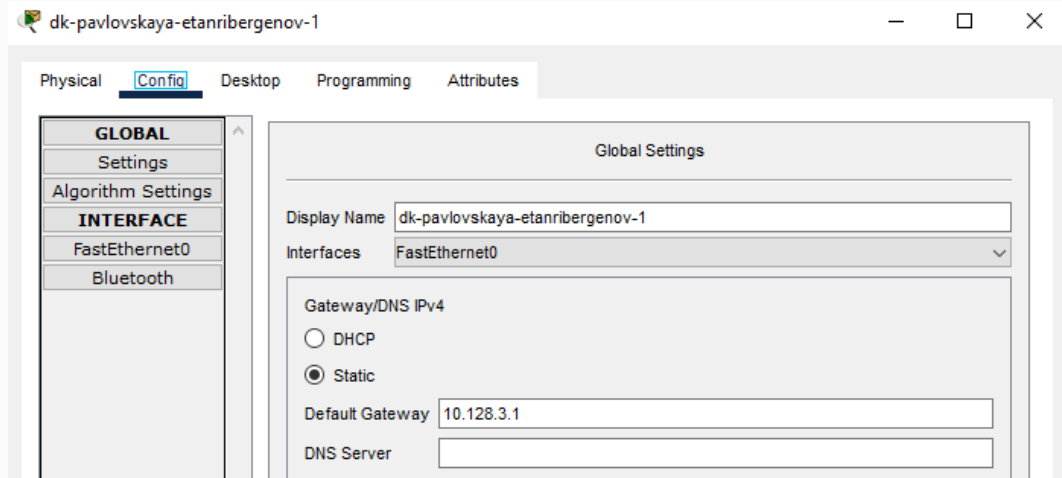 dk-pavlovskaya-etanribergenov-1
Physical Config Desktop Programming Attributes
GLOBAL
Settings
Algorithm Settings
INTERFACE
FastEthernet0
Bluetooth
Global Settings
Display Name dk-pavlovskaya-etanribergenov-1
Interfaces FastEthernet0
Gateway/DNS IPv4
DHCP
Static
Default Gateway 10.128.3.1
DNS Server